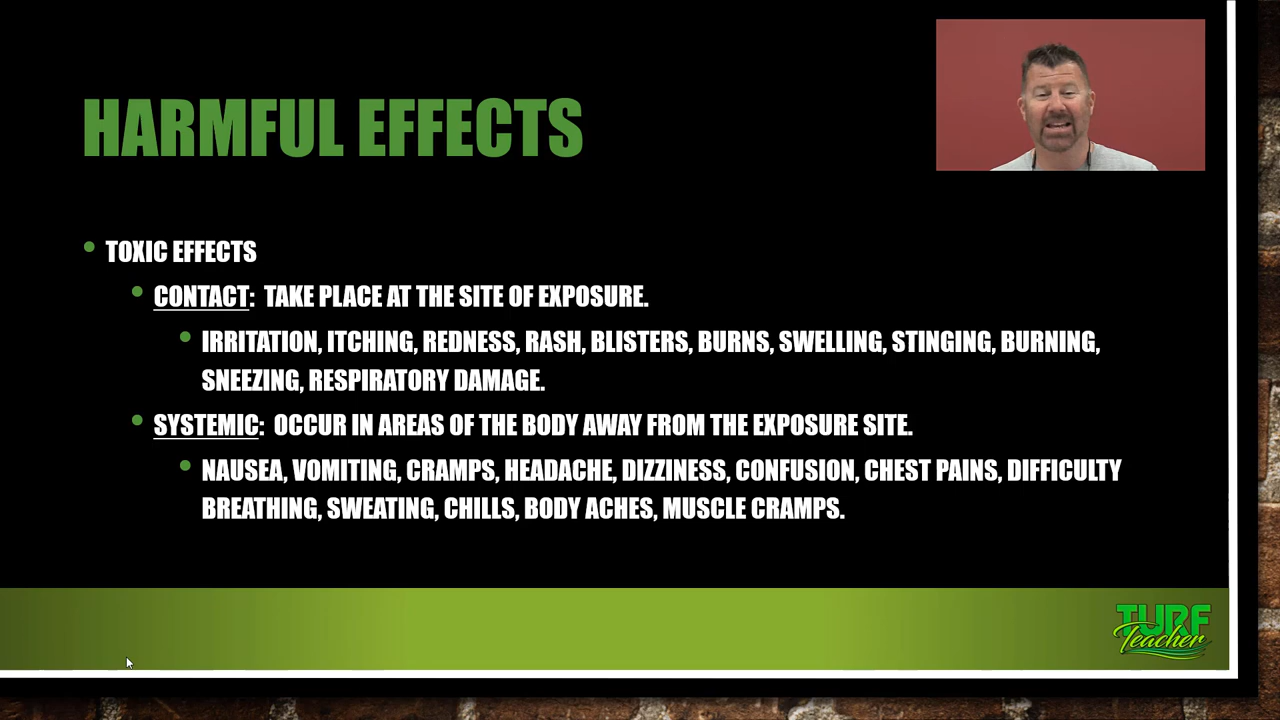 HARMFUL EFFECTS
• TOXIC EFFECTS
• CONTACT: TAKE PLACE AT THE SITE OF EXPOSURE.
• IRRITATION, ITCHING, REDNESS, RASH, BLISTERS, BURNS, SWELLING, STINGING, BURNING,
SNEEZING, RESPIRATORY DAMAGE.
• SYSTEMIC: OCCUR IN AREAS OF THE BODY AWAY FROM THE EXPOSURE SITE.
• NAUSEA, VOMITING, CRAMPS, HEADACHE, DIZZINESS, CONFUSION, CHEST PAINS, DIFFICULTY
BREATHING, SWEATING, CHILLS, BODY ACHES, MUSCLE CRAMPS.
TURF
Teacher